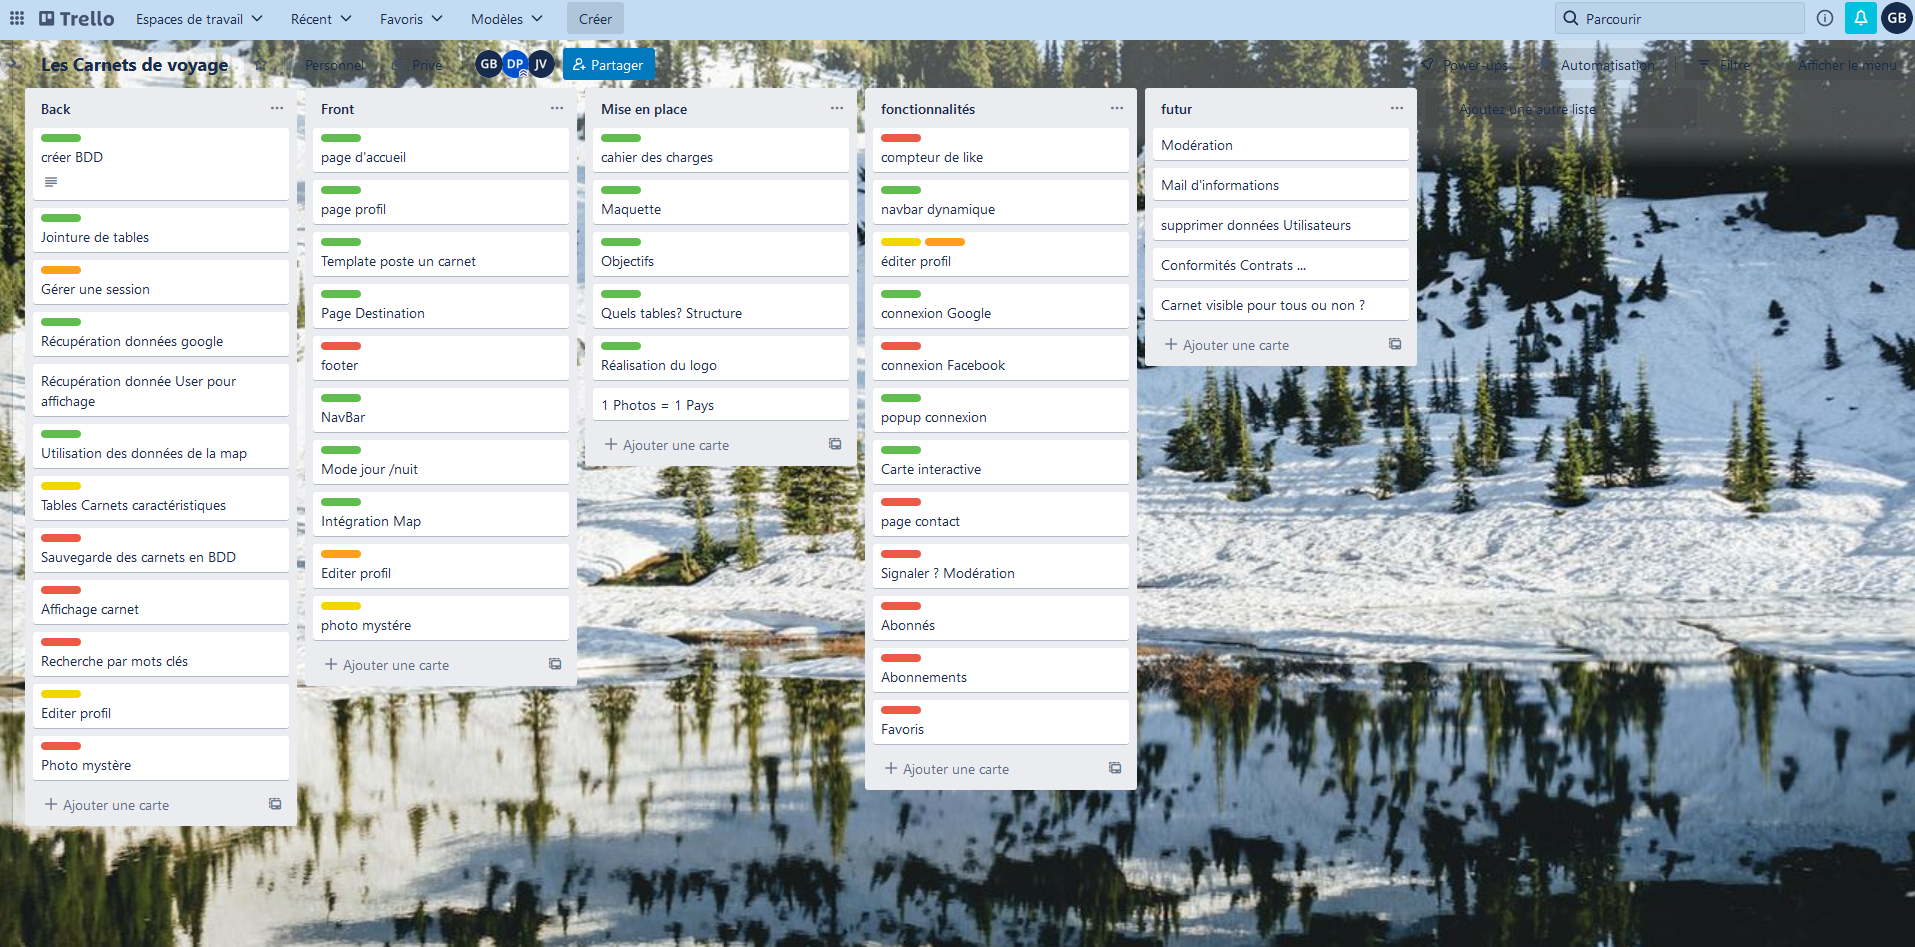 Trello
Espaces de travail
Récent
Favoris
Modèles
Créer
Parcourir
GB
Les Carnets de voyage
Personnel
Privé
GB
DP
JV
Partager
Power-ups
Automatisation
Filtre
Afficher le menu
Back
créer BDD
Jointure de tables
Gérer une session
Récupération données google
Récupération donnée User pour
affichage
Utilisation des données de la map
Tables Carnets caractéristiques
Sauvegarde des carnets en BDD
Affichage carnet
Recherche par mots clés
Editer profil
Photo mystère
Ajouter une carte
Front
page d'accueil
page profil
Template poste un carnet
Page Destination
footer
NavBar
Mode jour /nuit
Intégration Map
Editer profil
photo mystére
Ajouter une carte
Mise en place
cahier des charges
Maquette
Objectifs
Quels tables? Structure
Réalisation du logo
1 Photos = 1 Pays
Ajouter une carte
fonctionnalités
compteur de like
navbar dynamique
éditer profil
connexion Google
connexion Facebook
popup connexion
Carte interactive
page contact
Signaler ? Modération
Abonnés
Abonnements
Favoris
Ajouter une carte
futur
Modération
Mail d'informations
supprimer données Utilisateurs
Conformités Contrats ...
Carnet visible pour tous ou non ?
Ajouter une carte
Ajoutez une autre liste